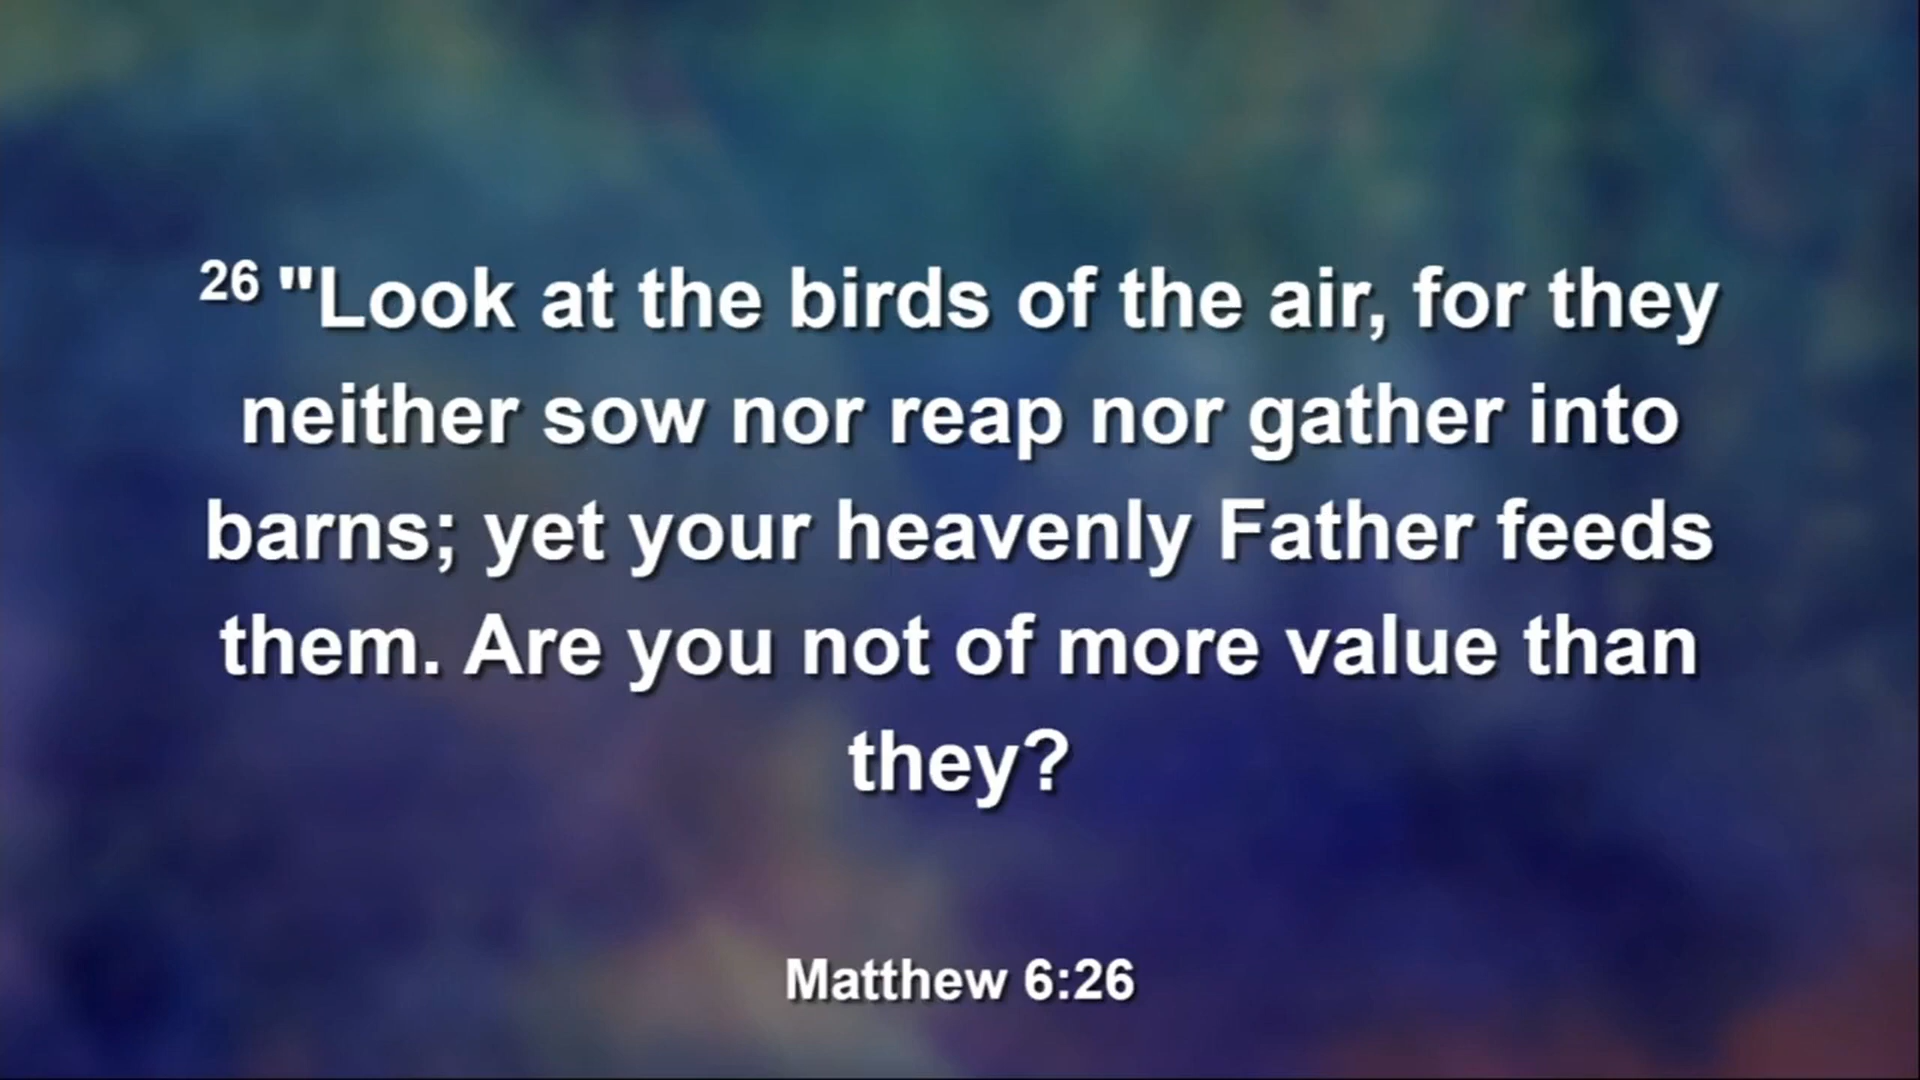 26 "Look at the birds of the air, for they
neither sow nor reap nor gather into
barns; yet your heavenly Father feeds
them. Are you not of more value than
they?
Matthew 6:26